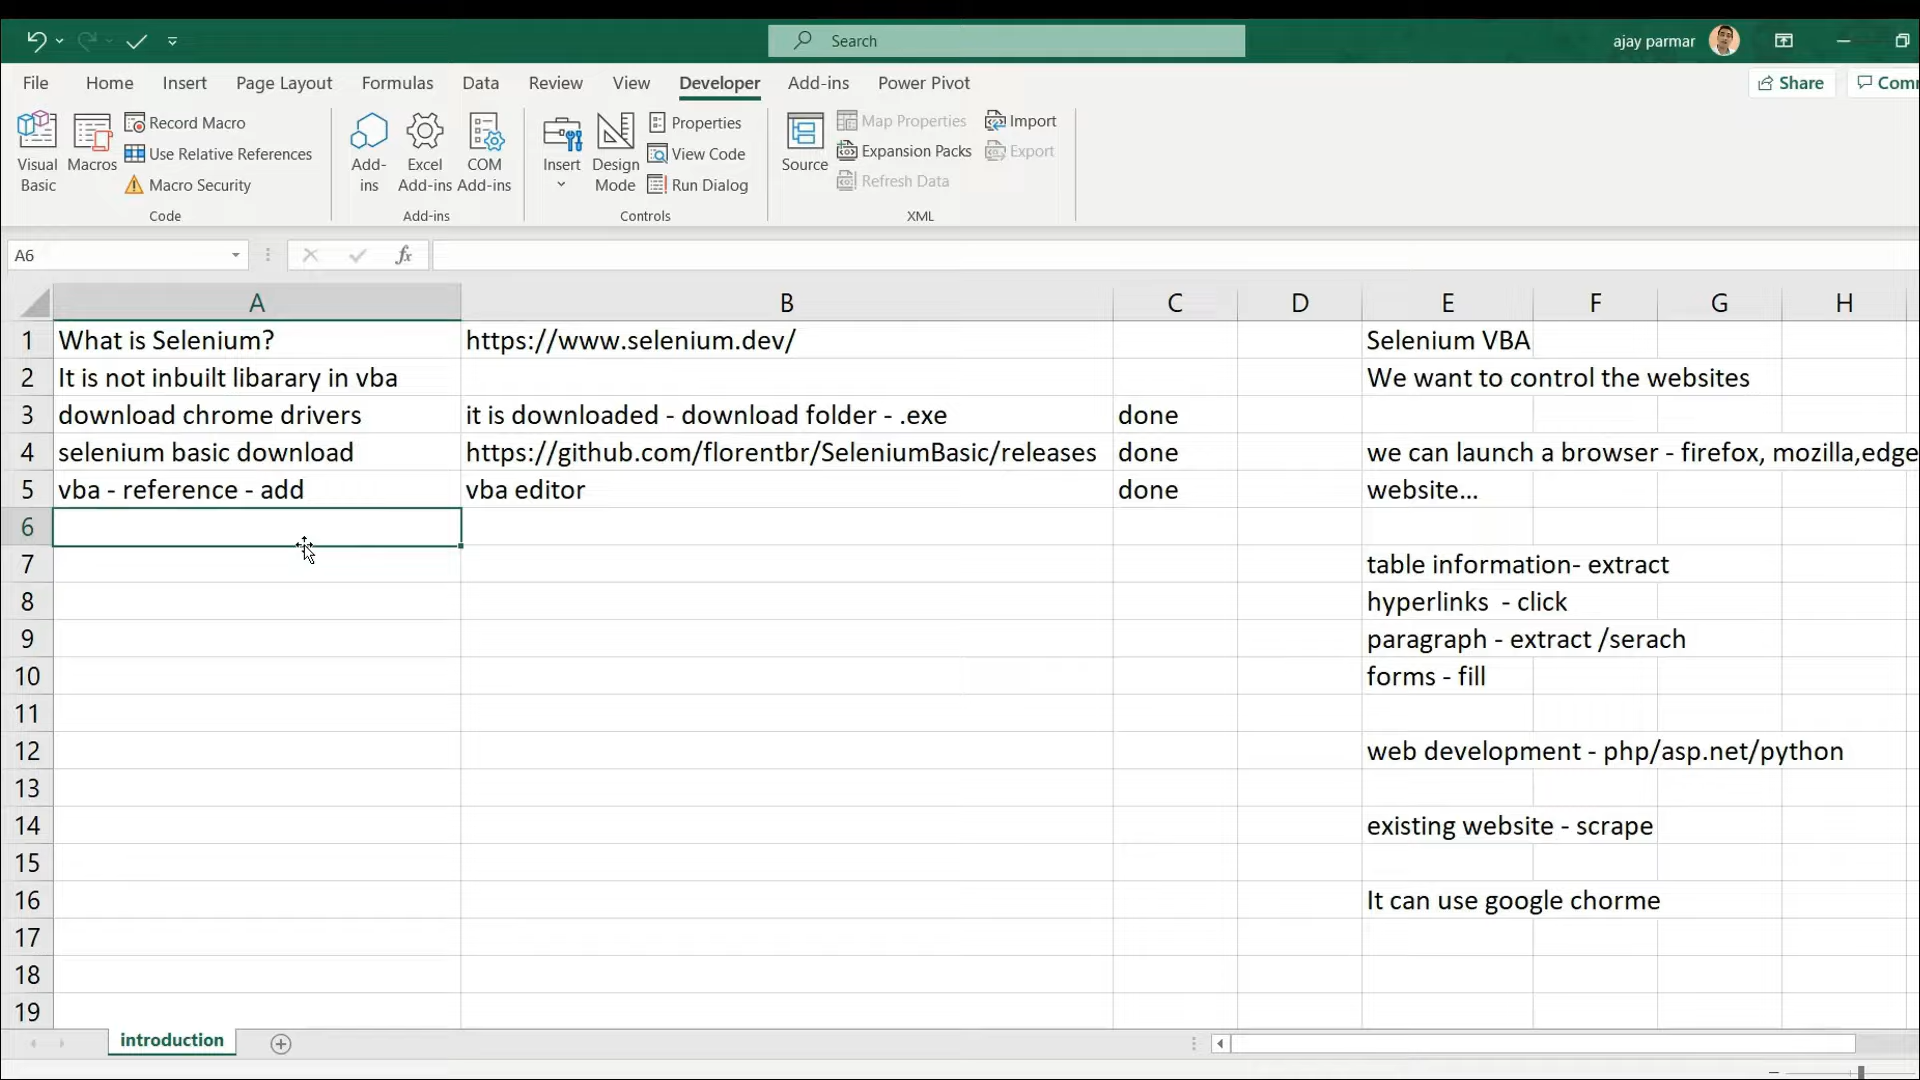 Search
ajay parmar
File Home Insert Page Layout Formulas Data Review View Developer Add-ins Power Pivot Share
Visual Basic
Macros
Record Macro
Use Relative References
Macro Security
Code
Add-ins
Excel Add-ins
COM Add-ins
Add-ins
Insert
Design Mode
Properties
View Code
Run Dialog
Controls
Source
Map Properties
Expansion Packs
Refresh Data
Import
Export
XML
A6
fx
A B C D E F G H
1 What is Selenium? https://www.selenium.dev/ Selenium VBA
2 It is not inbuilt libarary in vba We want to control the websites
3 download chrome drivers it is downloaded - download folder - .exe done
4 selenium basic download https://github.com/florentbr/SeleniumBasic/releases done we can launch a browser - firefox, mozilla,edge
5 vba - reference - add vba editor done website...
6
7 table information- extract
8 hyperlinks  - click
9 paragraph - extract /serach
10 forms - fill
11
12 web development - php/asp.net/python
13
14 existing website - scrape
15
16 It can use google chorme
17
18
19
introduction